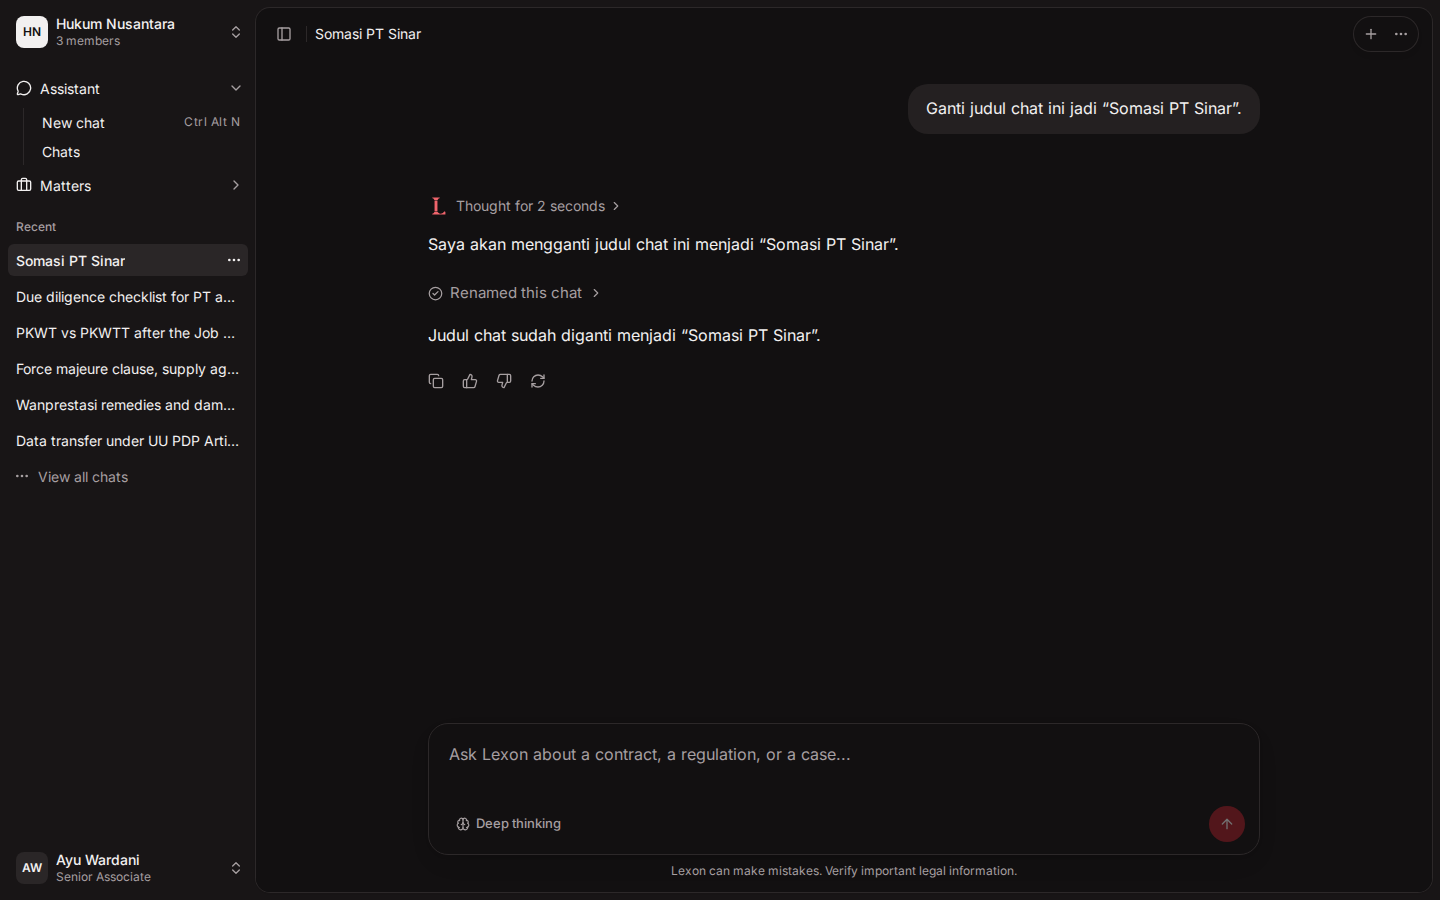 HN
Hukum Nusantara
3 members
Assistant
New chat
Ctrl Alt N
Chats
Matters
Recent
Somasi PT Sinar
Due diligence checklist for PT a...
PKWT vs PKWTT after the Job ...
Force majeure clause, supply ag...
Wanprestasi remedies and dam...
Data transfer under UU PDP Arti...
View all chats
AW
Ayu Wardani
Senior Associate
Somasi PT Sinar
Ganti judul chat ini jadi “Somasi PT Sinar”.
L
Thought for 2 seconds
Saya akan mengganti judul chat ini menjadi “Somasi PT Sinar”.
Renamed this chat
Judul chat sudah diganti menjadi “Somasi PT Sinar”.
Ask Lexon about a contract, a regulation, or a case...
Deep thinking
Lexon can make mistakes. Verify important legal information.